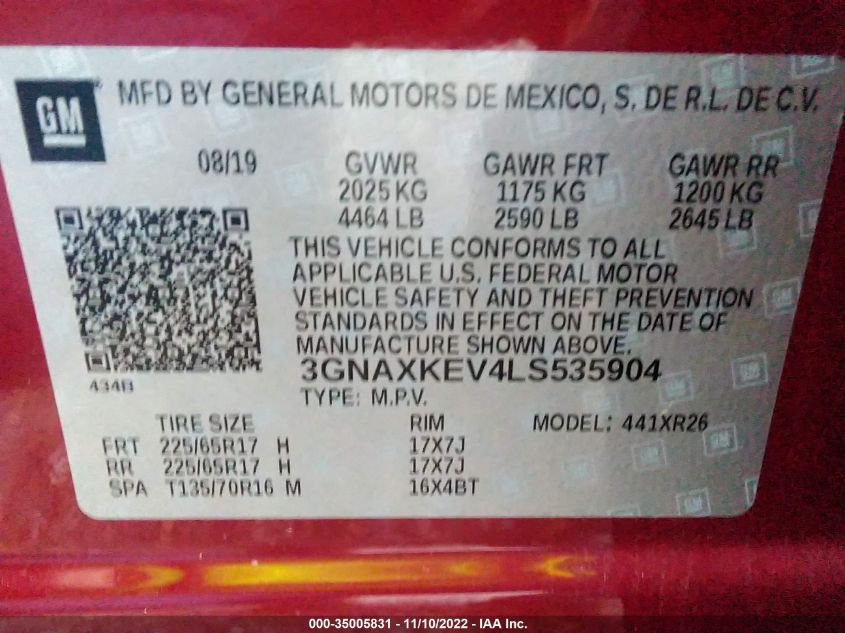 GM MFD BY GENERAL MOTORS DE MEXICO, S. DE R.L. DE C.V.
08/19 GVWR GAWR FRT GAWR RR
2025 KG 1175 KG 1200 KG
4464 LB 2590 LB 2645 LB
THIS VEHICLE CONFORMS TO ALL
APPLICABLE U.S. FEDERAL MOTOR
VEHICLE SAFETY AND THEFT PREVENTION
STANDARDS IN EFFECT ON THE DATE OF
MANUFACTURE SHOWN ABOVE.
3GNAXKEV4LS535904
434B
TYPE: M.P.V.
TIRE SIZE RIM MODEL: 441XR26
FRT 225/65R17 H 17X7J
RR 225/65R17 H 17X7J
SPA T135/70R16 M 16X4BT
000-35005831 - 11/10/2022 - IAA Inc.